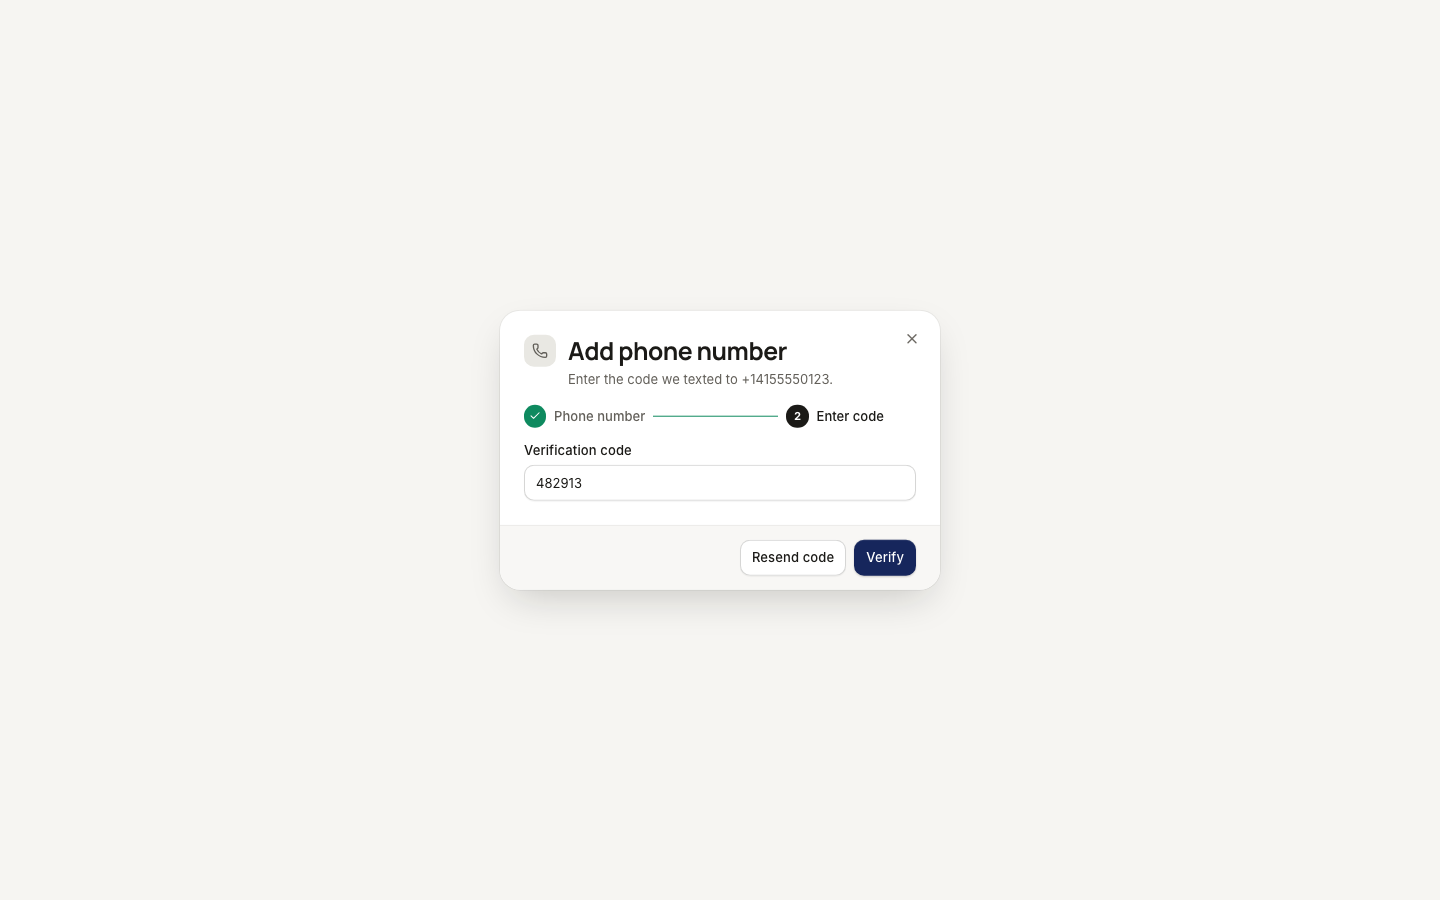 Add phone number
Enter the code we texted to +14155550123.
Phone number
2 Enter code
Verification code
482913
Resend code
Verify